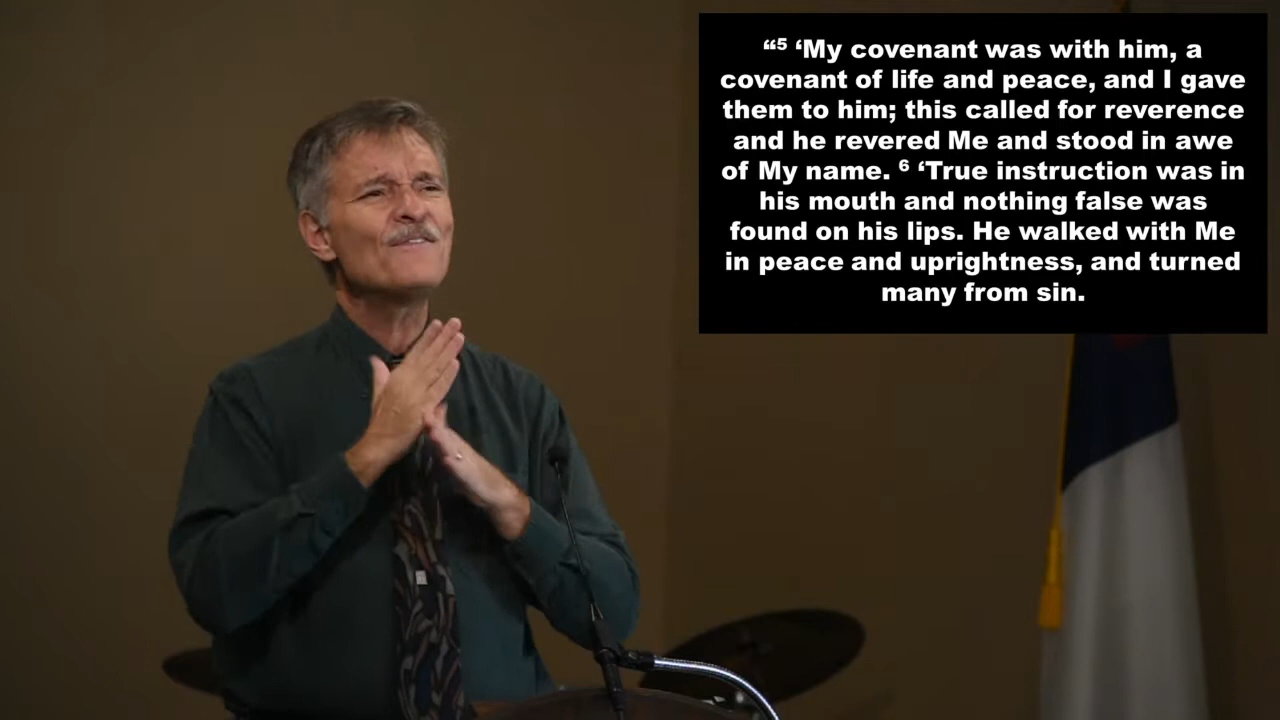 “⁵ ‘My covenant was with him, a
covenant of life and peace, and I gave
them to him; this called for reverence
and he revered Me and stood in awe
of My name. ⁶ ‘True instruction was in
his mouth and nothing false was
found on his lips. He walked with Me
in peace and uprightness, and turned
many from sin.